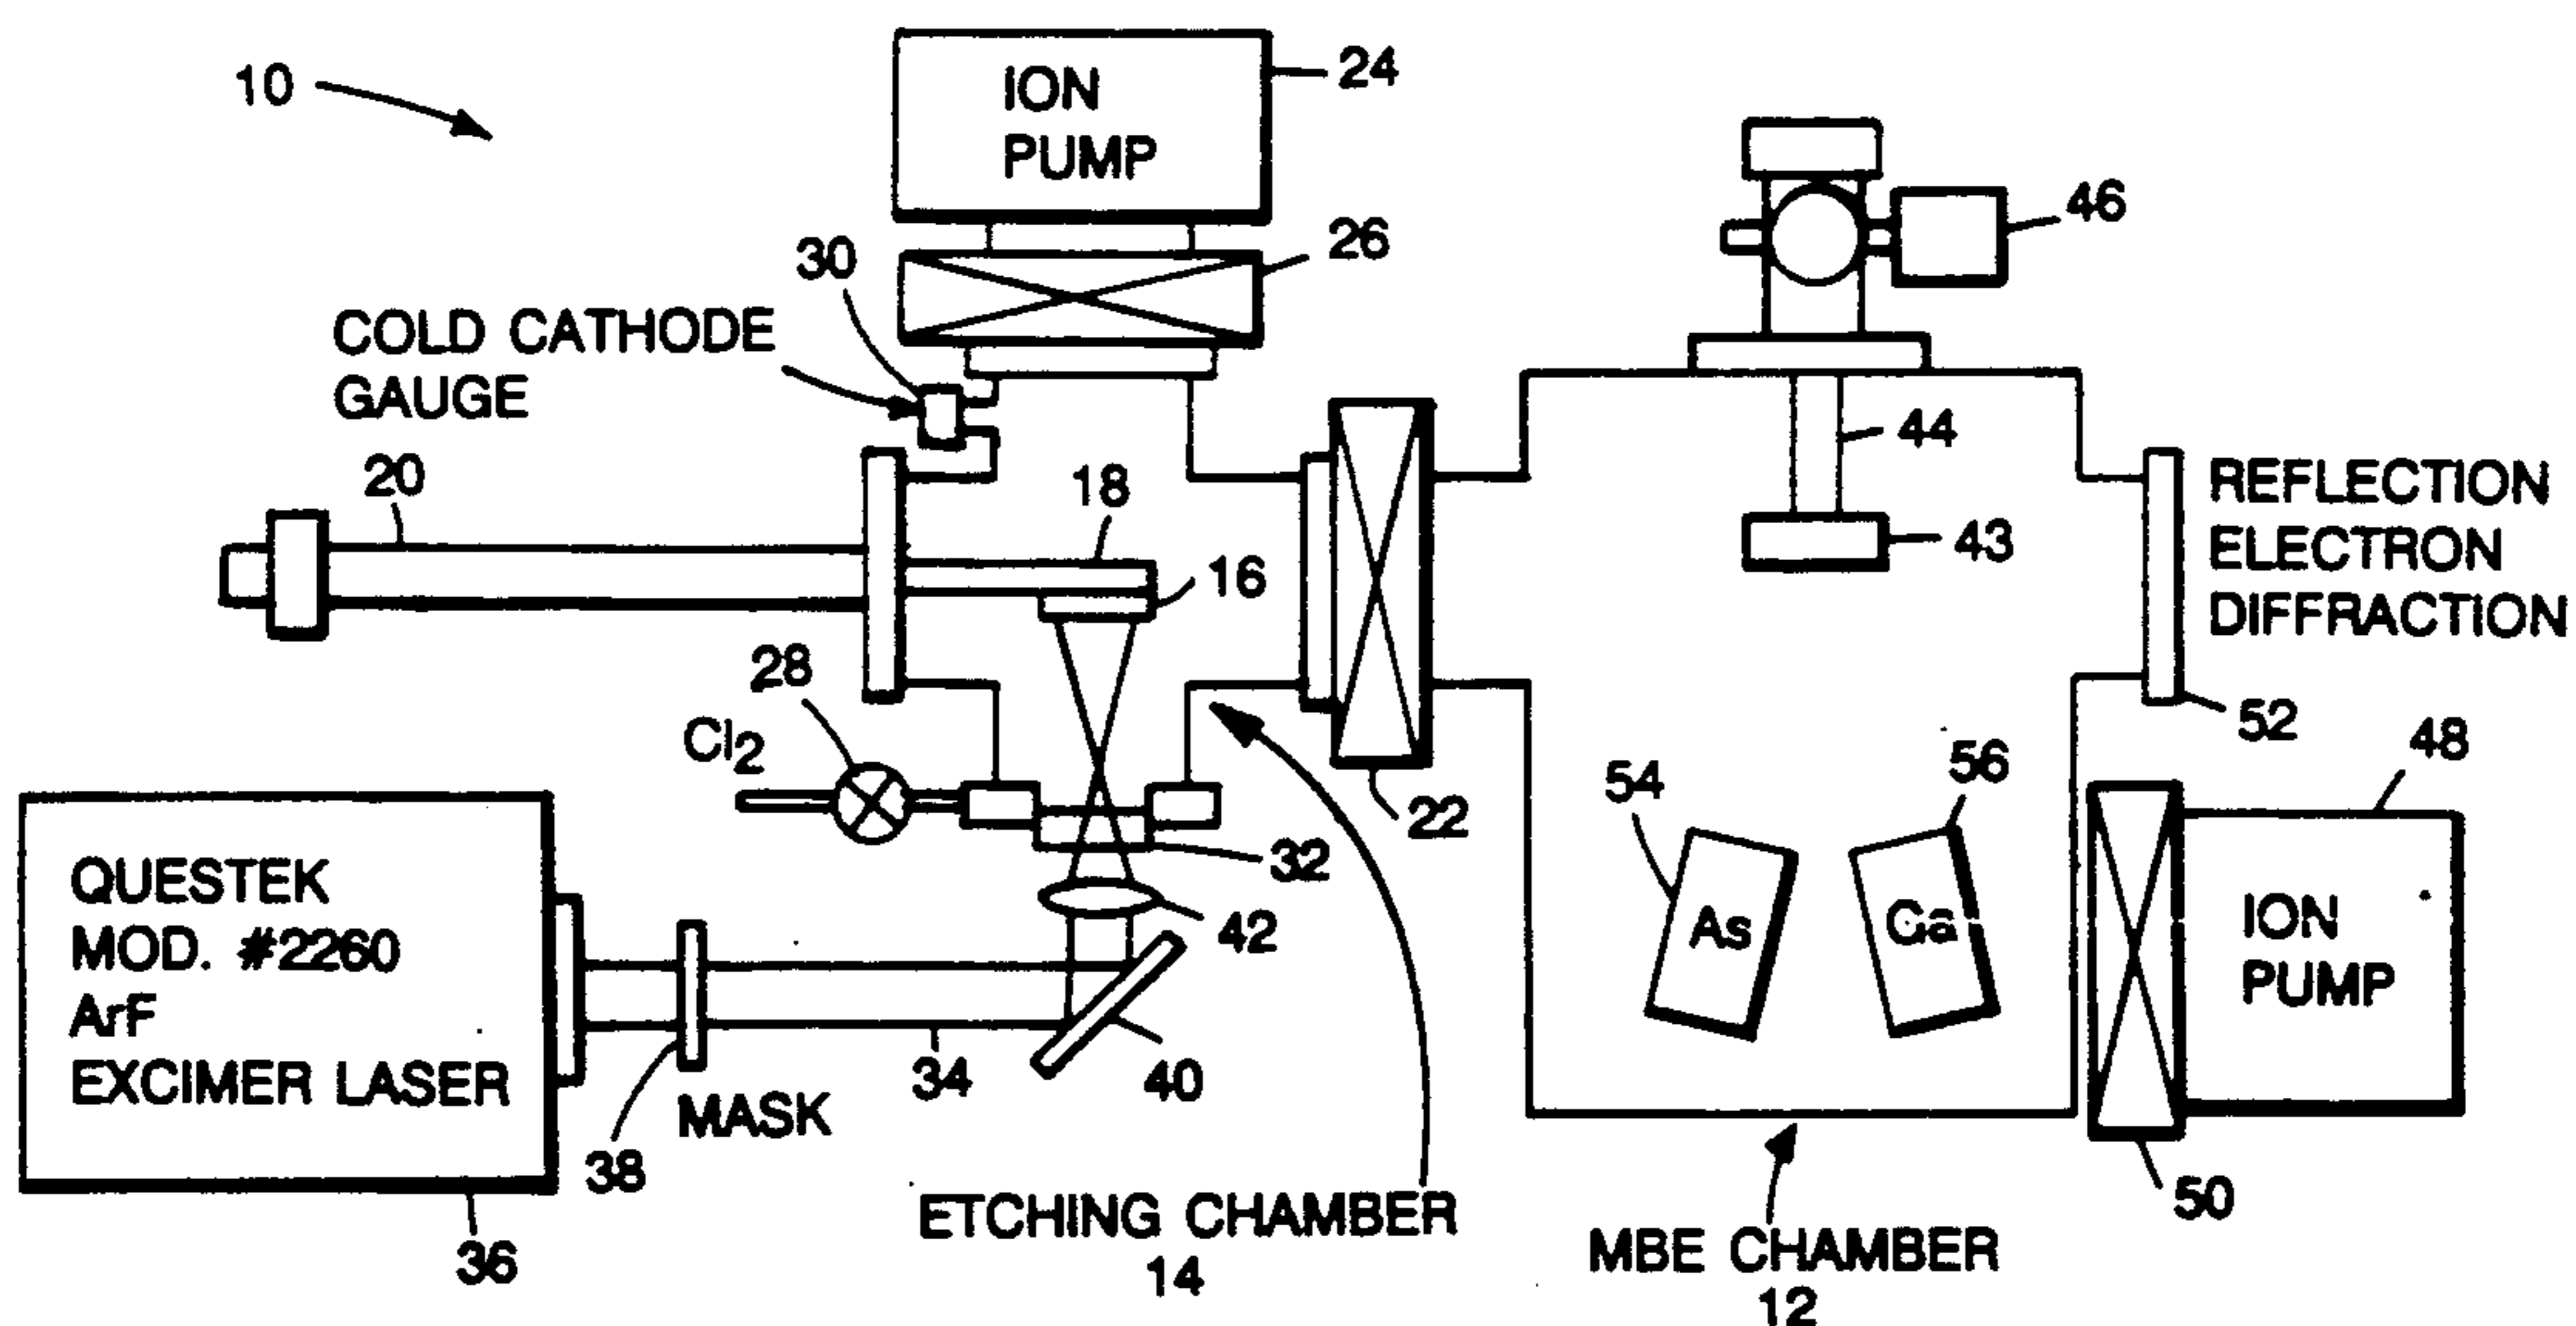 10
ION
PUMP
24
26
30
COLD CATHODE
GAUGE
46
44
43
20
18
16
REFLECTION
ELECTRON
DIFFRACTION
28
Cl2
22
52
48
54
56
As
Ga
ION
PUMP
50
32
42
QUESTEK
MOD. #2260
ArF
EXCIMER LASER
36
38
MASK
34
40
ETCHING CHAMBER
14
MBE CHAMBER
12